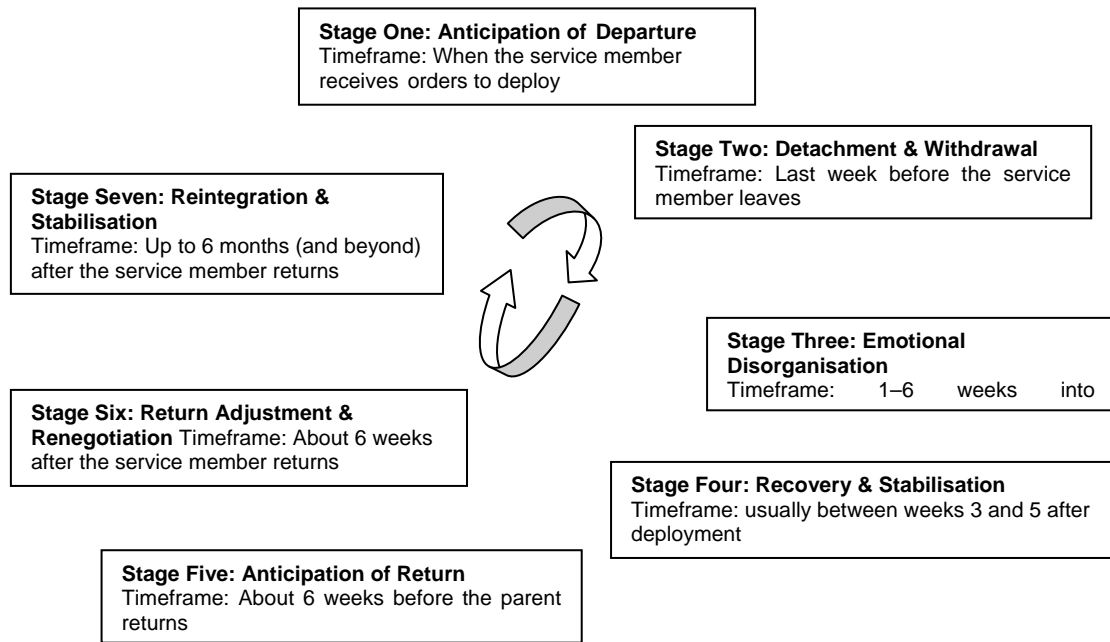 Stage One: Anticipation of Departure
Timeframe: When the service member
receives orders to deploy
Stage Two: Detachment & Withdrawal
Timeframe: Last week before the service
member leaves
Stage Three: Emotional
Disorganisation
Timeframe: 1–6 weeks into
Stage Four: Recovery & Stabilisation
Timeframe: usually between weeks 3 and 5 after
deployment
Stage Five: Anticipation of Return
Timeframe: About 6 weeks before the parent
returns
Stage Six: Return Adjustment &
Renegotiation Timeframe: About 6 weeks
after the service member returns
Stage Seven: Reintegration &
Stabilisation
Timeframe: Up to 6 months (and beyond)
after the service member returns